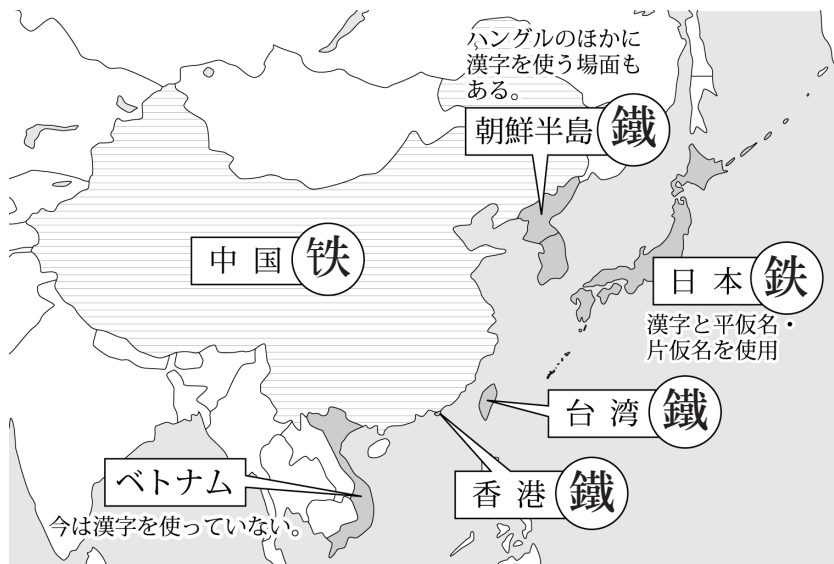 ハングルのほかに
漢字を使う場面も
ある。
朝鮮半島 鐵
中国 铁
日本 鉄
漢字と平仮名・
片仮名を使用
台湾 鐵
ベトナム
香港 鐵
今は漢字を使っていない。